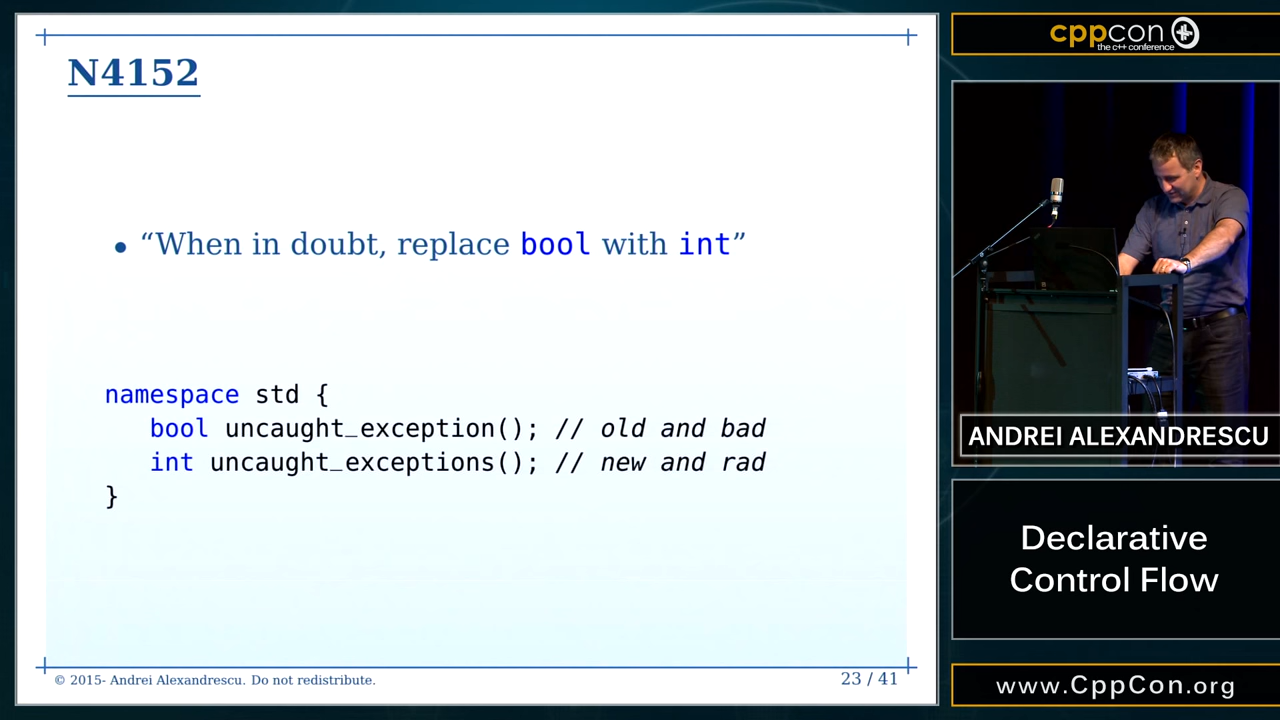 N4152
• “When in doubt, replace bool with int”
namespace std {
bool uncaught_exception(); // old and bad
int uncaught_exceptions(); // new and rad
}
© 2015- Andrei Alexandrescu. Do not redistribute.
23 / 41
cppcon
the c++ conference
ANDREI ALEXANDRESCU
Declarative
Control Flow
www.CppCon.org